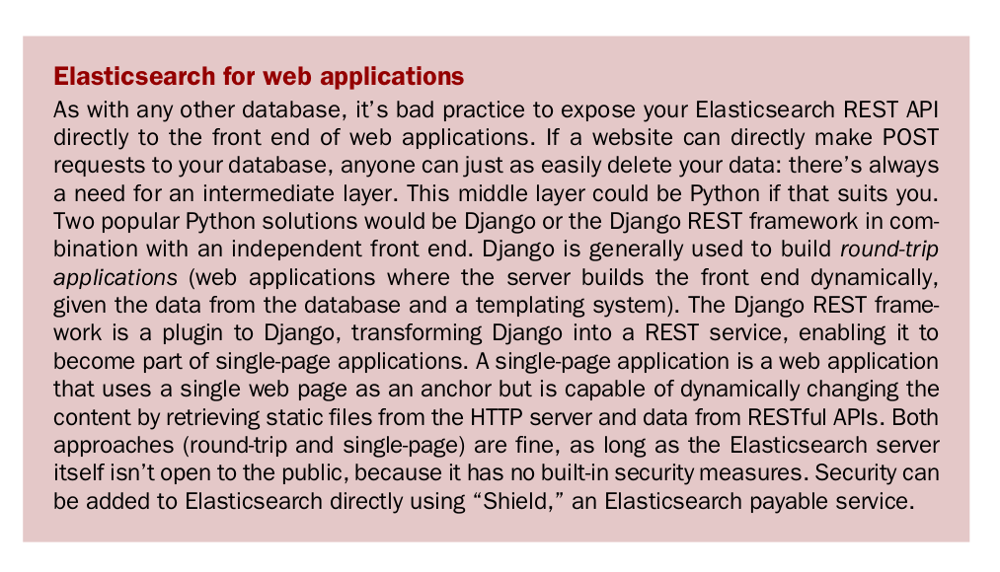 Elasticsearch for web applications
As with any other database, it’s bad practice to expose your Elasticsearch REST API
directly to the front end of web applications. If a website can directly make POST
requests to your database, anyone can just as easily delete your data: there’s always
a need for an intermediate layer. This middle layer could be Python if that suits you.
Two popular Python solutions would be Django or the Django REST framework in com-
bination with an independent front end. Django is generally used to build round-trip
applications (web applications where the server builds the front end dynamically,
given the data from the database and a templating system). The Django REST frame-
work is a plugin to Django, transforming Django into a REST service, enabling it to
become part of single-page applications. A single-page application is a web application
that uses a single web page as an anchor but is capable of dynamically changing the
content by retrieving static files from the HTTP server and data from RESTful APIs. Both
approaches (round-trip and single-page) are fine, as long as the Elasticsearch server
itself isn’t open to the public, because it has no built-in security measures. Security can
be added to Elasticsearch directly using “Shield,” an Elasticsearch payable service.